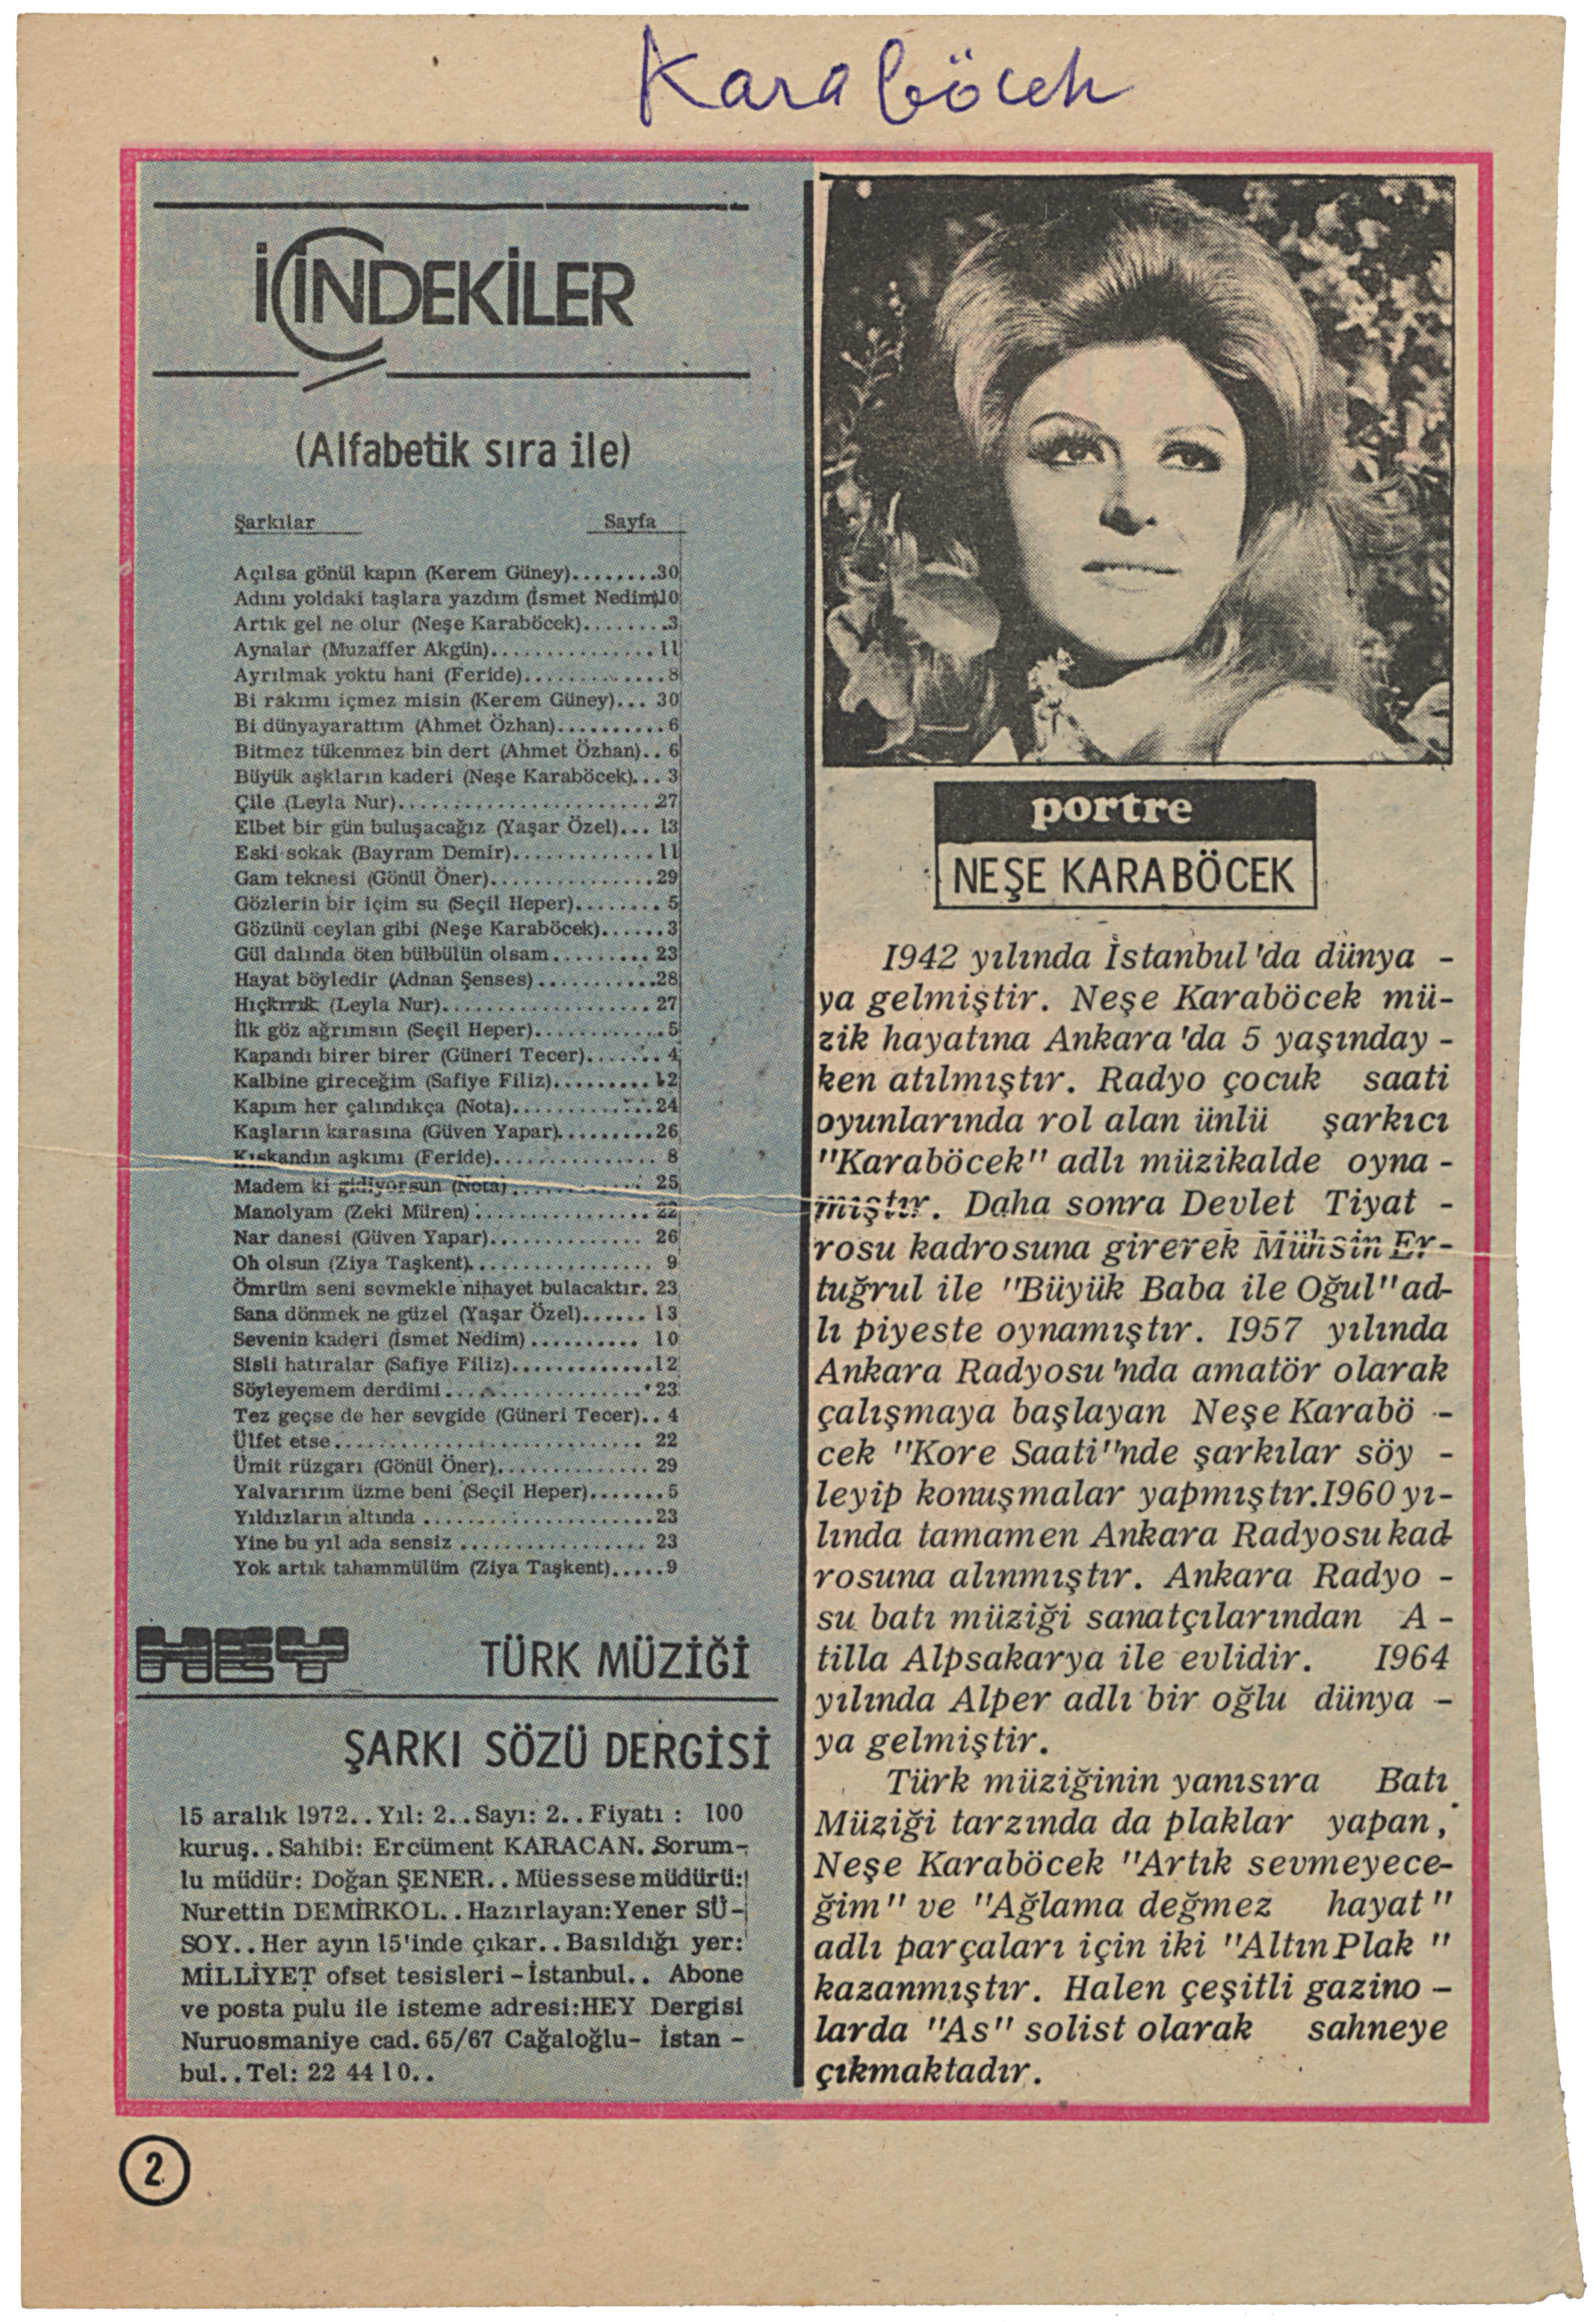 Karaböcek
İÇİNDEKİLER
(Alfabetik sıra ile)
Şarkılar Sayfa
Açılsa gönül kapın (Kerem Güney)........30
Adını yoldaki taşlara yazdım (İsmet Nedim)10
Artık gel ne olur (Neşe Karaböcek)........3
Aynalar (Muzaffer Akgün)...............11
Ayrılmak yoktu hani (Feride).............8
Bi rakımı içmez misin (Kerem Güney)... 30
Bi dünyayarattım (Ahmet Özhan)..........6
Bitmez tükenmez bin dert (Ahmet Özhan).. 6
Büyük aşkların kaderi (Neşe Karaböcek)... 3
Çile (Leyla Nur).......................27
Elbet bir gün buluşacağız (Yaşar Özel)... 13
Eski sokak (Bayram Demir).............11
Gam teknesi (Gönül Öner)...............29
Gözlerin bir içim su (Seçil Heper)........ 5
Gözünü ceylan gibi (Neşe Karaböcek)......3
Gül dalında öten bülbülün olsam......... 23
Hayat böyledir (Adnan Şenses)...........28
Hıçkırık (Leyla Nur)................... 27
İlk göz ağrımsın (Seçil Heper)............5
Kapandı birer birer (Güneri Tecer)....... 4
Kalbine gireceğim (Safiye Filiz)......... 12
Kapım her çalındıkça (Nota).............24
Kaşların karasına (Güven Yapar).........26
Kıskandın aşkımı (Feride)............... 8
Madem ki gidiyorsun (Nota)............. 25
Manolyam (Zeki Müren)................ 22
Nar danesi (Güven Yapar).............. 26
Oh olsun (Ziya Taşkent)................. 9
Ömrüm seni sevmekle nihayet bulacaktır. 23
Sana dönmek ne güzel (Yaşar Özel)...... 13
Sevenin kaderi (İsmet Nedim).......... 10
Sisli hatıralar (Safiye Filiz).............12
Söyleyemem derdimi..................23
Tez geçse de her sevgide (Güneri Tecer).. 4
Ülfet etse............................ 22
Ümit rüzgarı (Gönül Öner).............. 29
Yalvarırım üzme beni (Seçil Heper).......5
Yıldızların altında .....................23
Yine bu yıl ada sensiz ................. 23
Yok artık tahammülüm (Ziya Taşkent).....9
HEY TÜRK MÜZİĞİ
ŞARKI SÖZÜ DERGİSİ
15 aralık 1972.. Yıl: 2...Sayı: 2.. Fiyatı : 100
kuruş.. Sahibi: Ercüment KARACAN. Sorum-
lu müdür: Doğan ŞENER.. Müessese müdürü:
Nurettin DEMİRKOL.. Hazırlayan:Yener SÜ-
SOY.. Her ayın 15'inde çıkar.. Basıldığı yer:
MİLLİYET ofset tesisleri - İstanbul.. Abone
ve posta pulu ile isteme adresi:HEY Dergisi
Nuruosmaniye cad. 65/67 Cağaloğlu- İstan -
bul.. Tel: 22 44 10..
portre
NEŞE KARABÖCEK
1942 yılında İstanbul'da dünya -
ya gelmiştir. Neşe Karaböcek mü-
zik hayatına Ankara'da 5 yaşınday -
ken atılmıştır. Radyo çocuk saati
oyunlarında rol alan ünlü şarkıcı
"Karaböcek" adlı müzikalde oyna -
mıştır. Daha sonra Devlet Tiyat -
rosu kadrosuna girerek Mühsin Er-
tuğrul ile "Büyük Baba ile Oğul" ad-
lı piyeste oynamıştır. 1957 yılında
Ankara Radyosu'nda amatör olarak
çalışmaya başlayan Neşe Karabö -
cek "Kore Saati"nde şarkılar söy -
leyip konuşmalar yapmıştır.1960 yı-
lında tamamen Ankara Radyosu kad
rosuna alınmıştır. Ankara Radyo -
su batı müziği sanatçılarından A -
tilla Alpsakarya ile evlidir. 1964
yılında Alper adlı bir oğlu dünya -
ya gelmiştir.
Türk müziğinin yanısıra Batı
Müziği tarzında da plaklar yapan,
Neşe Karaböcek "Artık sevmeyece-
ğim" ve "Ağlama değmez hayat"
adlı parçaları için iki "Altın Plak"
kazanmıştır. Halen çeşitli gazino -
larda "As" solist olarak sahneye
çıkmaktadır.
2